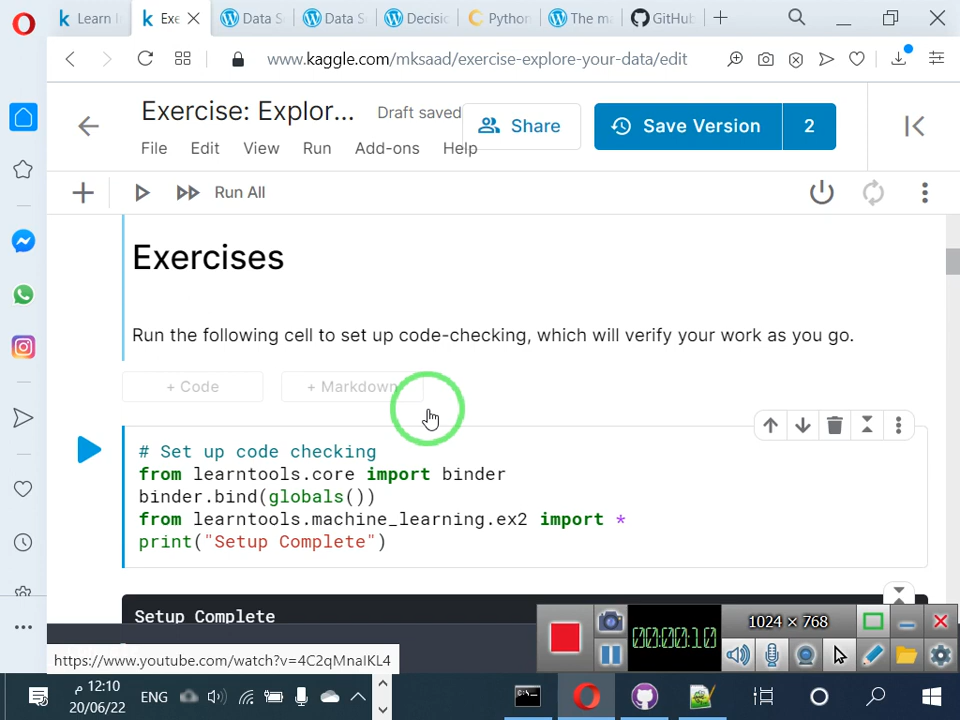 Learn I
Exe
Data S
Data S
Decisio
Python
The ma
GitHub
www.kaggle.com/mksaad/exercise-explore-your-data/edit
Exercise: Explor...
Draft saved
Share
Save Version
2
File
Edit
View
Run
Add-ons
Help
Run All
Exercises
Run the following cell to set up code-checking, which will verify your work as you go.
+ Code
+ Markdown
# Set up code checking
from learntools.core import binder
binder.bind(globals())
from learntools.machine_learning.ex2 import *
print("Setup Complete")
Setup Complete
00:00:10
1024 × 768
https://www.youtube.com/watch?v=4C2qMnaIKL4
12:10 م
ENG
20/06/22